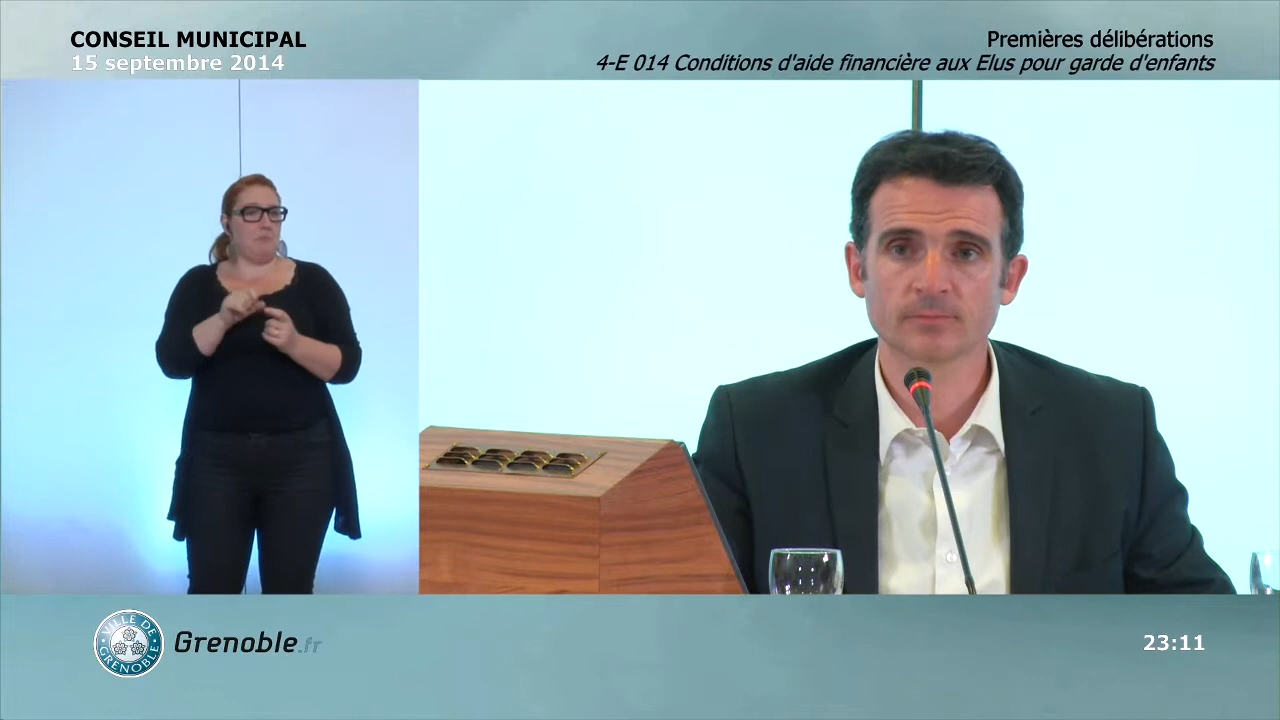 CONSEIL MUNICIPAL
15 septembre 2014
Premières délibérations
4-E 014 Conditions d'aide financière aux Elus pour garde d'enfants
VILLE DE
GRENOBLE
Grenoble.fr
23:11